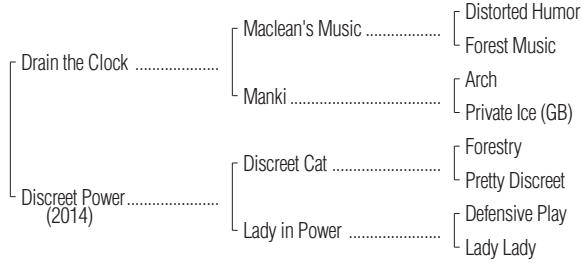 Distorted Humor
Maclean's Music ....................
Forest Music
Drain the Clock .......................
Arch
Manki ........................................
Private Ice (GB)
Forestry
Discreet Cat .............................
Pretty Discreet
Discreet Power .........................
(2014)
Defensive Play
Lady in Power ........................
Lady Lady